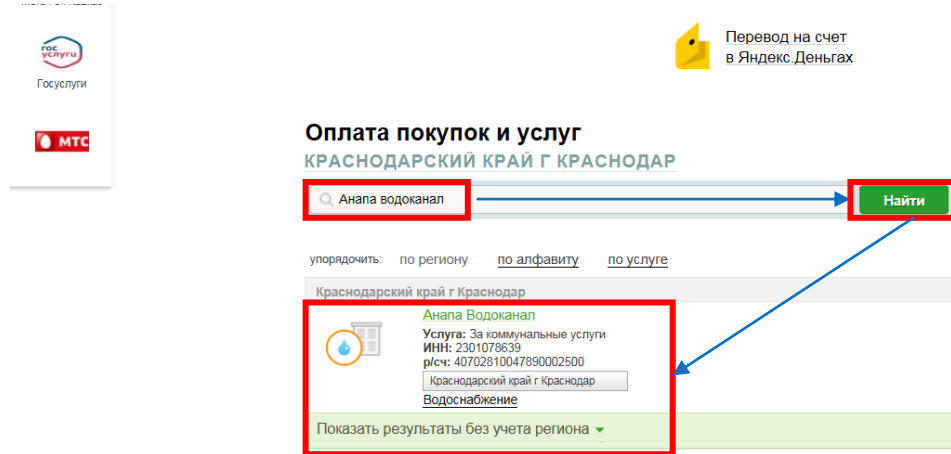 гос
услуги
Госуслуги
МТС
Перевод на счет
в Яндекс.Деньгах
Оплата покупок и услуг
КРАСНОДАРСКИЙ КРАЙ Г КРАСНОДАР
Анапа водоканал
Найти
упорядочить: по региону по алфавиту по услуге
Краснодарский край г Краснодар
Анапа Водоканал
Услуга: За коммунальные услуги
ИНН: 2301078639
р/сч: 40702810047890002500
Краснодарский край г Краснодар
Водоснабжение
Показать результаты без учета региона